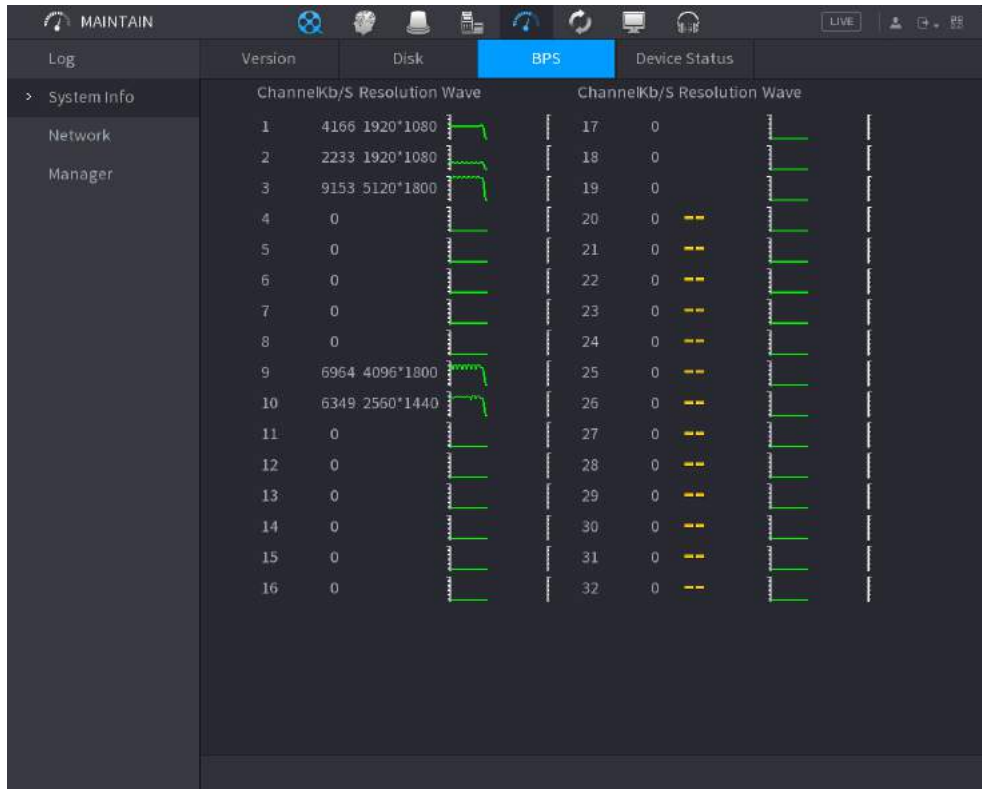 MAINTAIN LIVE
Log Version Disk BPS Device Status
> System Info ChannelKb/S Resolution Wave ChannelKb/S Resolution Wave
Network 1 4166 1920*1080 17 0
2 2233 1920*1080 18 0
Manager 3 9153 5120*1800 19 0
4 0 20 0 --
5 0 21 0 --
6 0 22 0 --
7 0 23 0 --
8 0 24 0 --
9 6964 4096*1800 25 0 --
10 6349 2560*1440 26 0 --
11 0 27 0 --
12 0 28 0 --
13 0 29 0 --
14 0 30 0 --
15 0 31 0 --
16 0 32 0 --